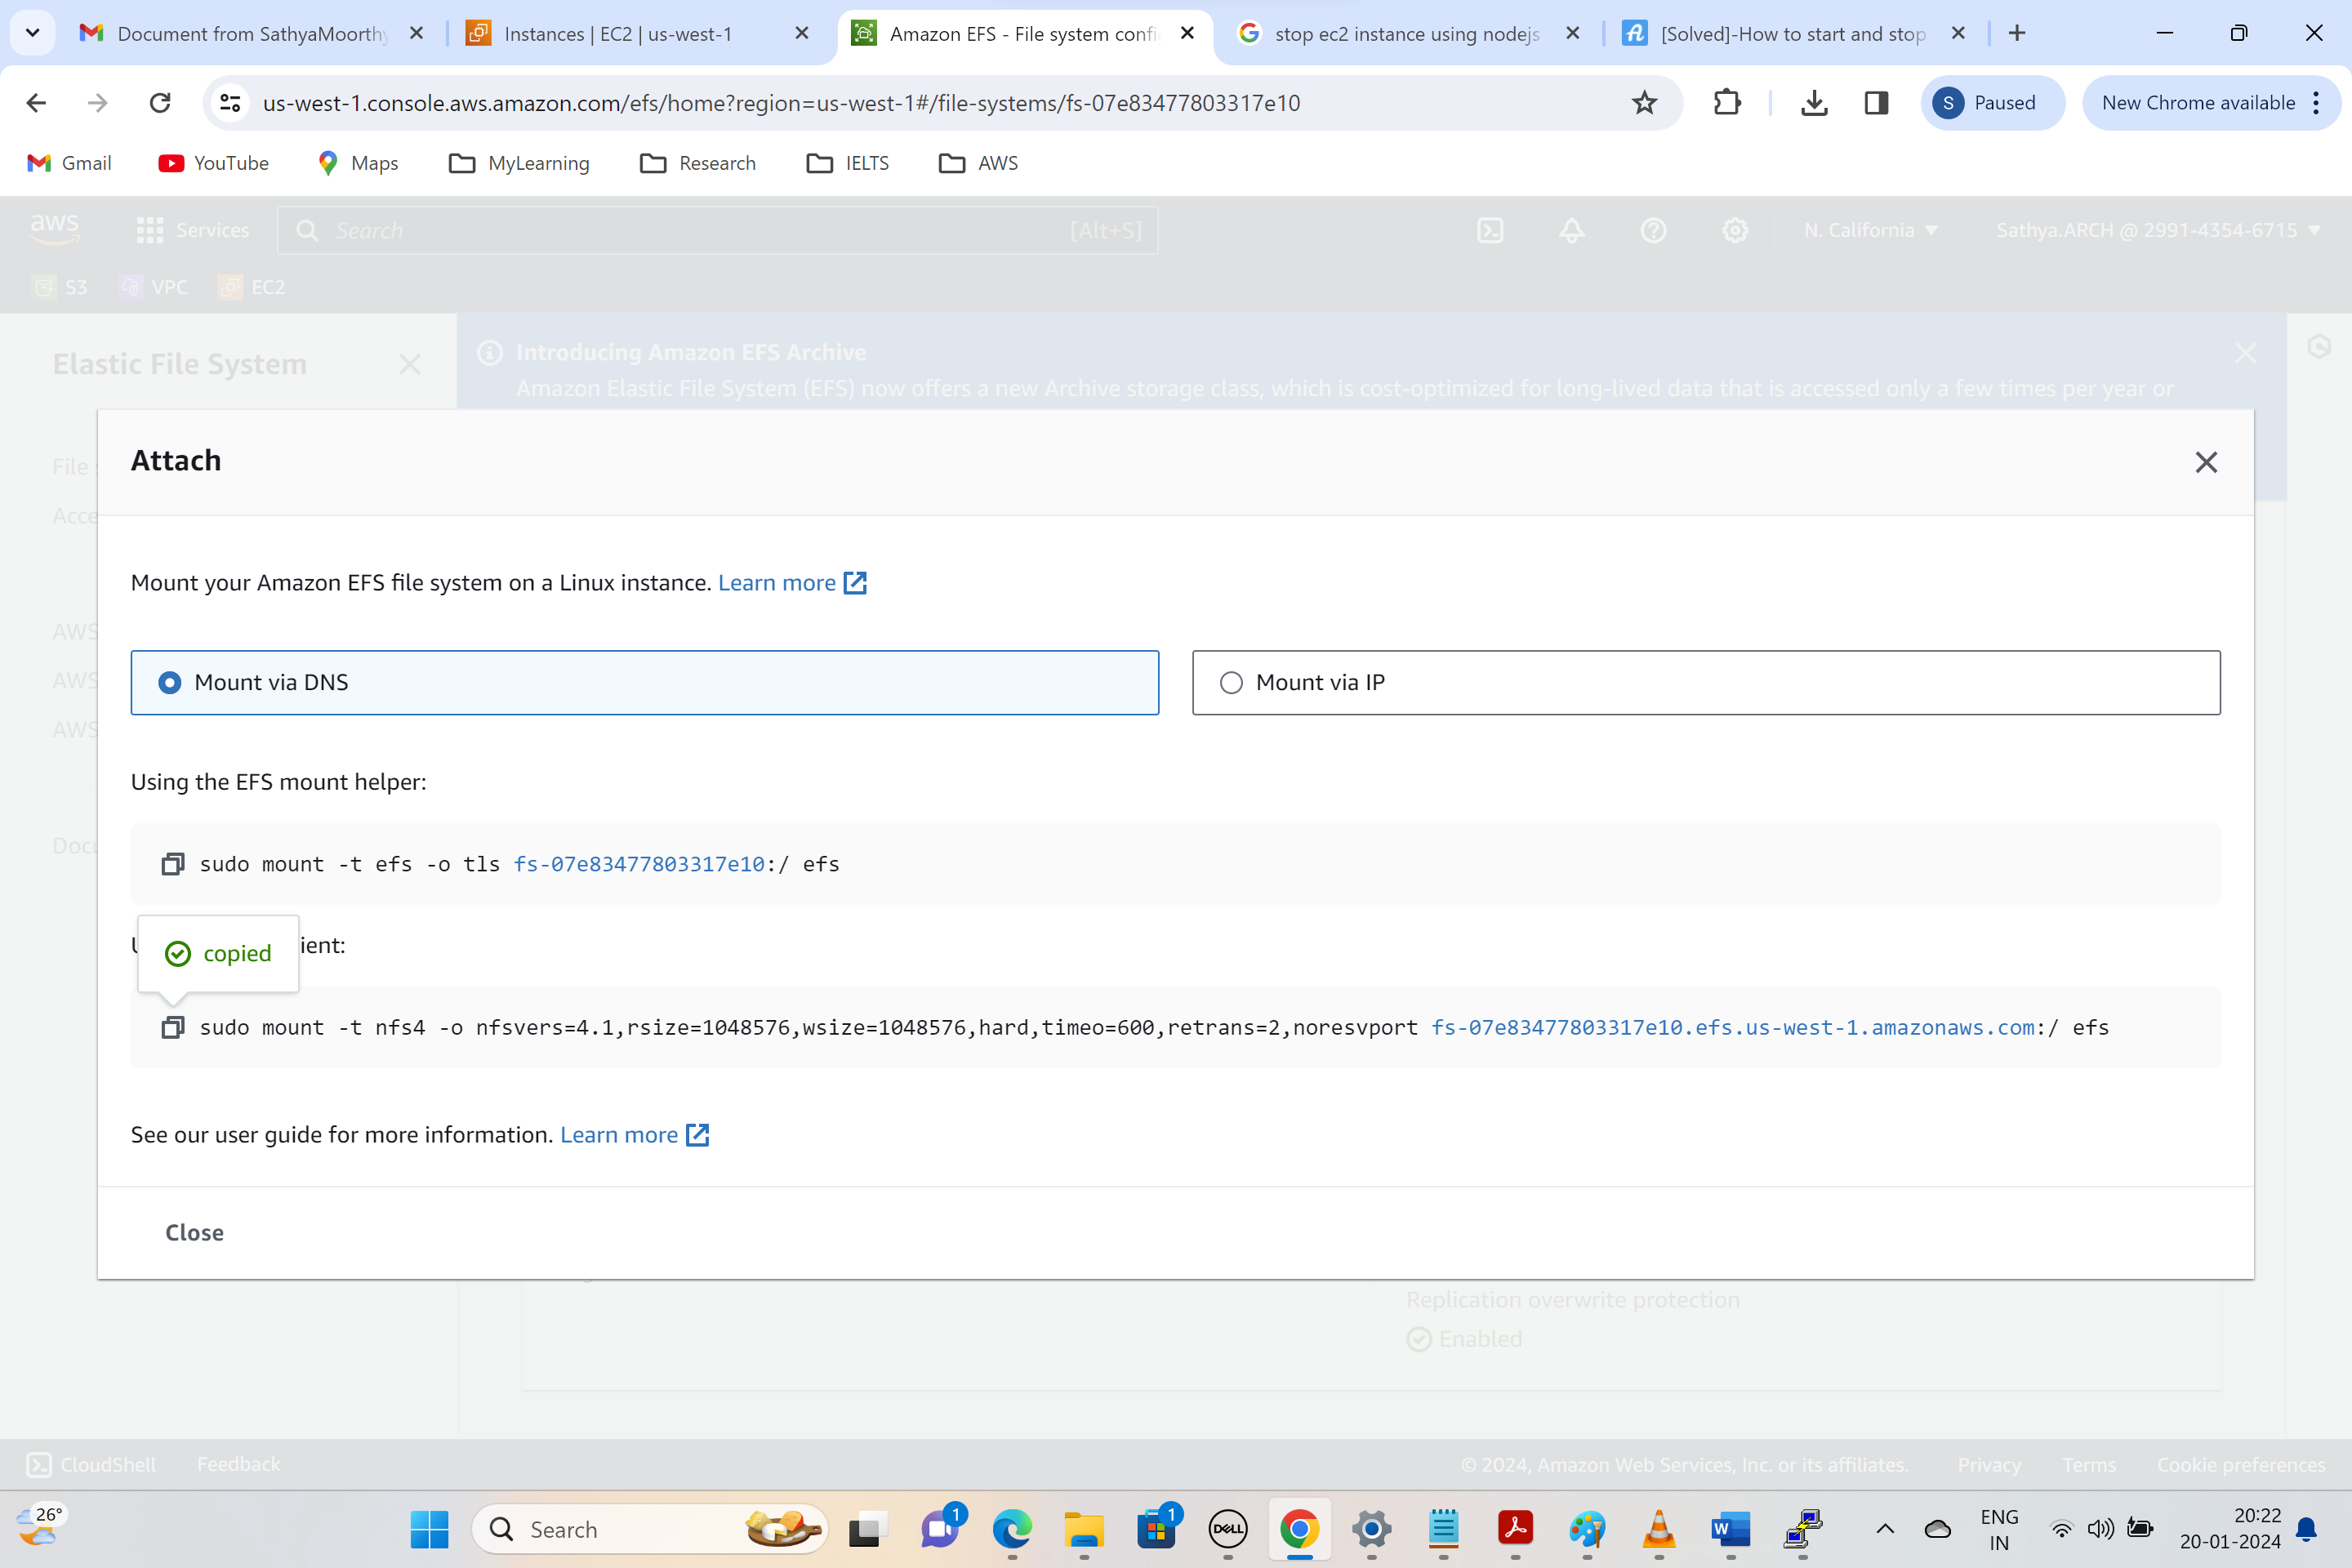 Document from SathyaMoorthy
Instances | EC2 | us-west-1
Amazon EFS - File system confi
stop ec2 instance using nodejs
[Solved]-How to start and stop
us-west-1.console.aws.amazon.com/efs/home?region=us-west-1#/file-systems/fs-07e83477803317e10
S Paused
New Chrome available
Gmail YouTube Maps MyLearning Research IELTS AWS
aws Services Search [Alt+S] N. California Sathya.ARCH @ 2991-4354-6715
S3 VPC EC2
Elastic File System
Introducing Amazon EFS Archive
Amazon Elastic File System (EFS) now offers a new Archive storage class, which is cost-optimized for long-lived data that is accessed only a few times per year or
File
Acce
AWS
AWS
AWS
Docu
Attach
Mount your Amazon EFS file system on a Linux instance. Learn more
Mount via DNS
Mount via IP
Using the EFS mount helper:
sudo mount -t efs -o tls fs-07e83477803317e10:/ efs
copied
ient:
sudo mount -t nfs4 -o nfsvers=4.1,rsize=1048576,wsize=1048576,hard,timeo=600,retrans=2,noresvport fs-07e83477803317e10.efs.us-west-1.amazonaws.com:/ efs
See our user guide for more information. Learn more
Close
Replication overwrite protection
Enabled
CloudShell Feedback © 2024, Amazon Web Services, Inc. or its affiliates. Privacy Terms Cookie preferences
26°
Search
1
1
DELL
W
ENG
IN
20:22
20-01-2024